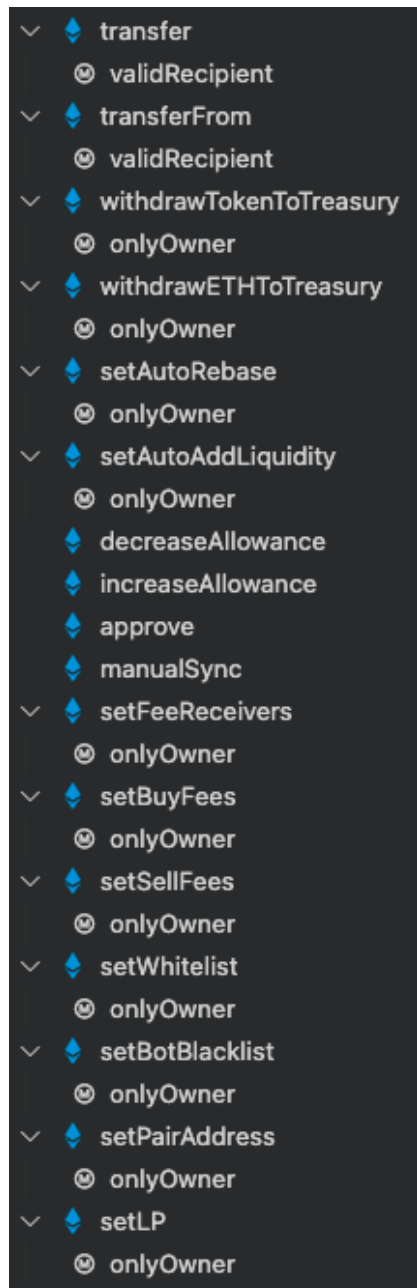 transfer
validRecipient
transferFrom
validRecipient
withdrawTokenToTreasury
onlyOwner
withdrawETHToTreasury
onlyOwner
setAutoRebase
onlyOwner
setAutoAddLiquidity
onlyOwner
decreaseAllowance
increaseAllowance
approve
manualSync
setFeeReceivers
onlyOwner
setBuyFees
onlyOwner
setSellFees
onlyOwner
setWhitelist
onlyOwner
setBotBlacklist
onlyOwner
setPairAddress
onlyOwner
setLP
onlyOwner